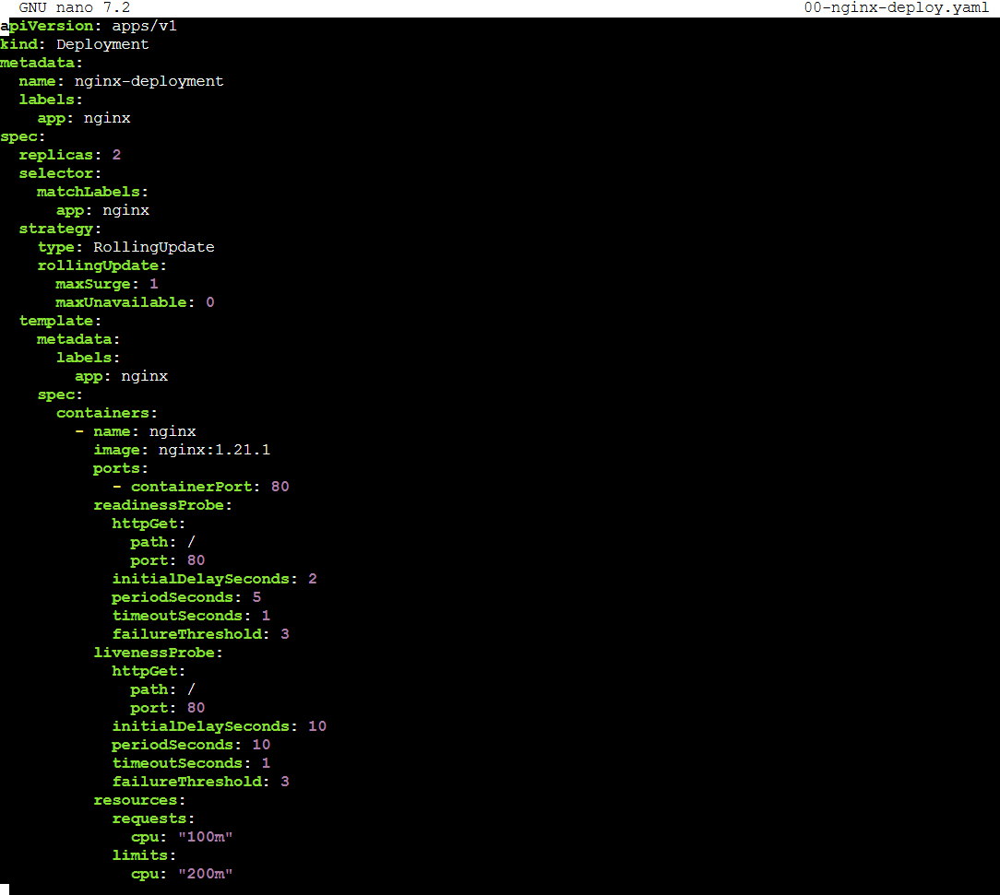 GNU nano 7.2 00-nginx-deploy.yaml
apiVersion: apps/v1
kind: Deployment
metadata:
  name: nginx-deployment
  labels:
    app: nginx
spec:
  replicas: 2
  selector:
    matchLabels:
      app: nginx
  strategy:
    type: RollingUpdate
    rollingUpdate:
      maxSurge: 1
      maxUnavailable: 0
  template:
    metadata:
      labels:
        app: nginx
    spec:
      containers:
        - name: nginx
          image: nginx:1.21.1
          ports:
            - containerPort: 80
          readinessProbe:
            httpGet:
              path: /
              port: 80
            initialDelaySeconds: 2
            periodSeconds: 5
            timeoutSeconds: 1
            failureThreshold: 3
          livenessProbe:
            httpGet:
              path: /
              port: 80
            initialDelaySeconds: 10
            periodSeconds: 10
            timeoutSeconds: 1
            failureThreshold: 3
          resources:
            requests:
              cpu: "100m"
            limits:
              cpu: "200m"